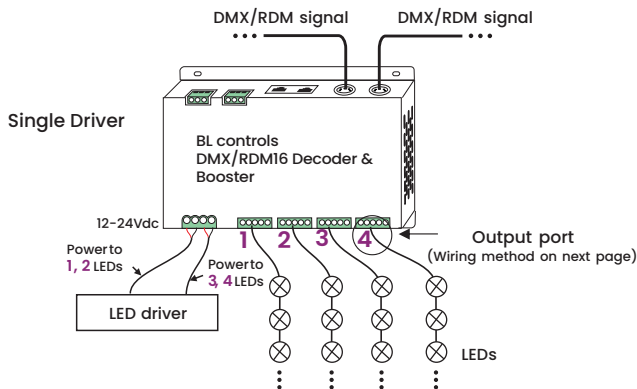 DMX/RDM signal
DMX/RDM signal
Single Driver
BL controls
DMX/RDM16 Decoder &
Booster
12-24Vdc
1
2
3
4
Output port
(Wiring method on next page)
Power to
1, 2 LEDs
Power to
3, 4 LEDs
LED driver
LEDs